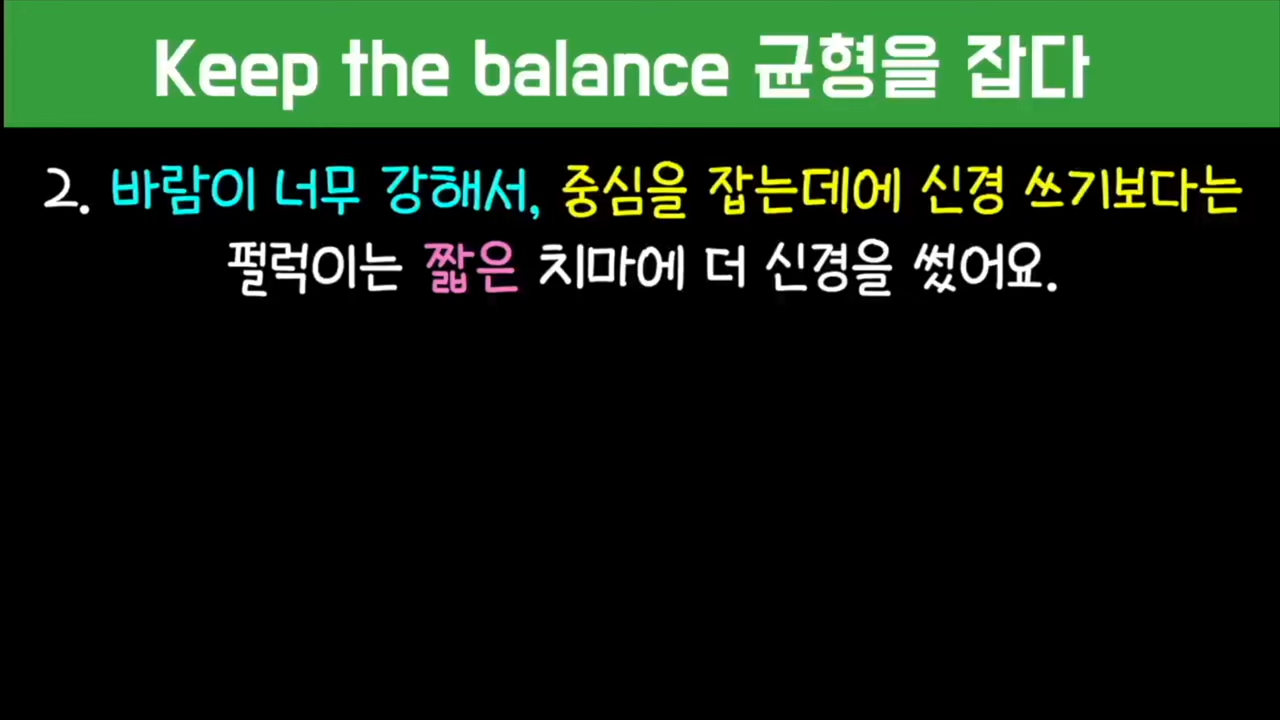 Keep the balance 균형을 잡다
2. 바람이 너무 강해서, 중심을 잡는데에 신경 쓰기보다는
펄럭이는 짧은 치마에 더 신경을 썼어요.